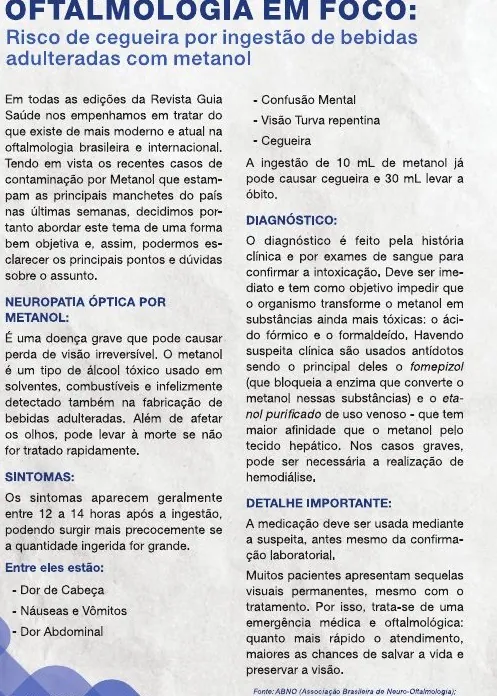 OFTALMOLOGIA EM FOCO:
Risco de cegueira por ingestão de bebidas
adulteradas com metanol
Em todas as edições da Revista Guia
Saúde nos empenhamos em tratar do
que existe de mais moderno e atual na
oftalmologia brasileira e internacional.
Tendo em vista os recentes casos de
contaminação por Metanol que estam-
pam as principais manchetes do país
nas últimas semanas, decidimos por-
tanto abordar este tema de uma forma
bem objetiva e, assim, podermos es-
clarecer os principais pontos e dúvidas
sobre o assunto.
NEUROPATIA ÓPTICA POR
METANOL:
É uma doença grave que pode causar
perda de visão irreversível. O metanol
é um tipo de álcool tóxico usado em
solventes, combustíveis e infelizmente
detectado também na fabricação de
bebidas adulteradas. Além de afetar
os olhos, pode levar à morte se não
for tratado rapidamente.
SINTOMAS:
Os sintomas aparecem geralmente
entre 12 a 14 horas após a ingestão,
podendo surgir mais precocemente se
a quantidade ingerida for grande.
Entre eles estão:
- Dor de Cabeça
- Náuseas e Vômitos
- Dor Abdominal
- Confusão Mental
- Visão Turva repentina
- Cegueira
A ingestão de 10 mL de metanol já
pode causar cegueira e 30 mL levar a
óbito.
DIAGNÓSTICO:
O diagnóstico é feito pela história
clínica e por exames de sangue para
confirmar a intoxicação. Deve ser ime-
diato e tem como objetivo impedir que
o organismo transforme o metanol em
substâncias ainda mais tóxicas: o áci-
do fórmico e o formaldeído. Havendo
suspeita clínica são usados antídotos
sendo o principal deles o fomepizol
(que bloqueia a enzima que converte o
metanol nessas substâncias) e o eta-
nol purificado de uso venoso - que tem
maior afinidade que o metanol pelo
tecido hepático. Nos casos graves,
pode ser necessária a realização de
hemodiálise.
DETALHE IMPORTANTE:
A medicação deve ser usada mediante
a suspeita, antes mesmo da confirma-
ção laboratorial.
Muitos pacientes apresentam sequelas
visuais permanentes, mesmo com o
tratamento. Por isso, trata-se de uma
emergência médica e oftalmológica:
quanto mais rápido o atendimento,
maiores as chances de salvar a vida e
preservar a visão.
Fonte: ABNO (Associação Brasileira de Neuro-Oftalmologia);